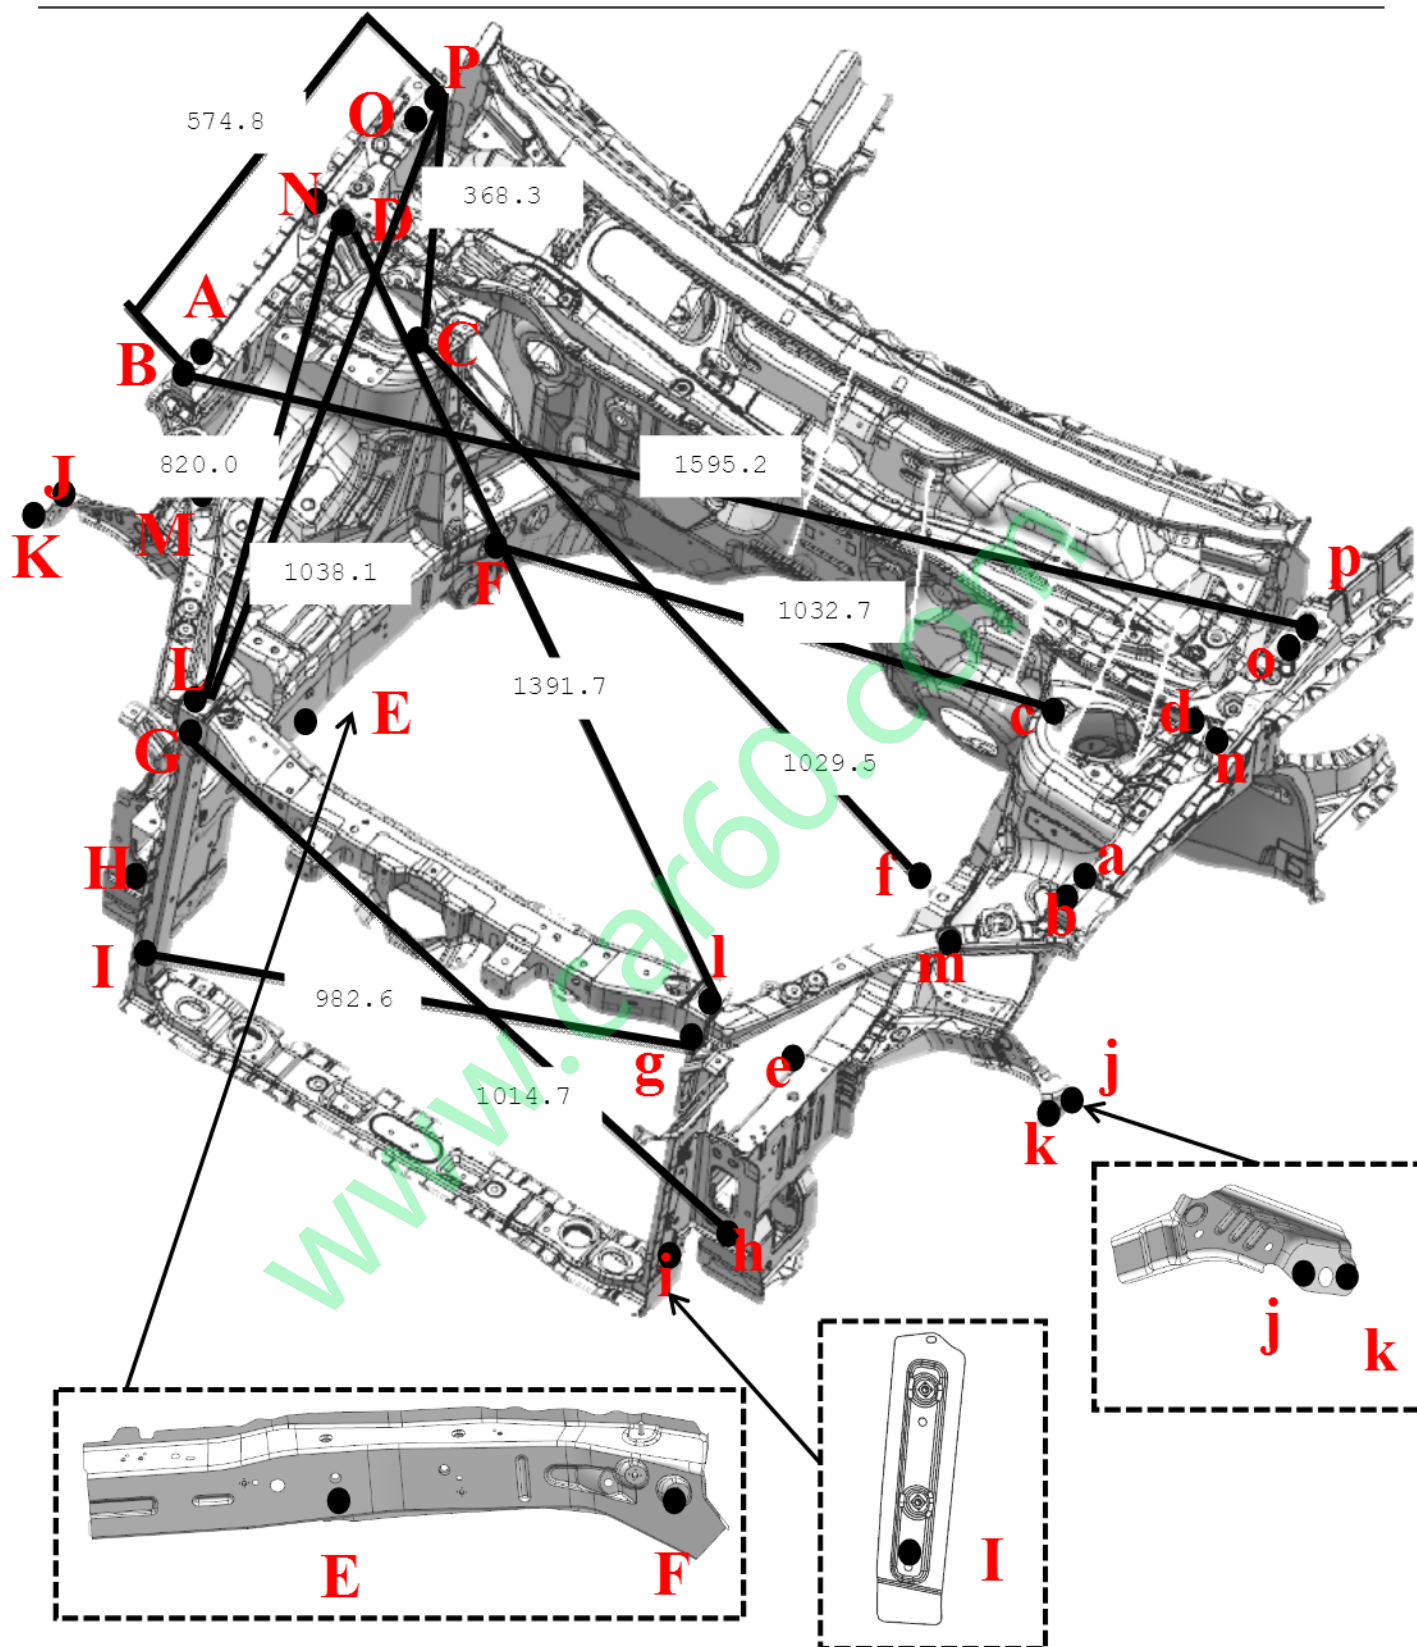 P
O
574.8
N
D
368.3
A
B
C
820.0
1595.2
J
M
K
1038.1
F
1032.7
p
o
L
E
1391.7
c
d
G
n
1029.5
H
f
a
b
I
982.6
l
m
g
e
1014.7
j
k
h
i
www.car60.com
j
k
I
E
F